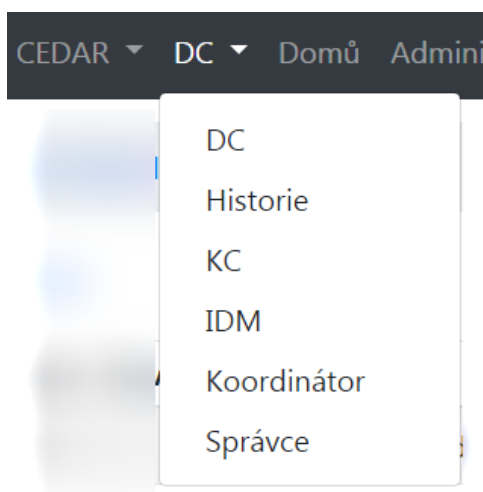 CEDAR DC Domů Admini
DC
Historie
KC
IDM
Koordinátor
Správce